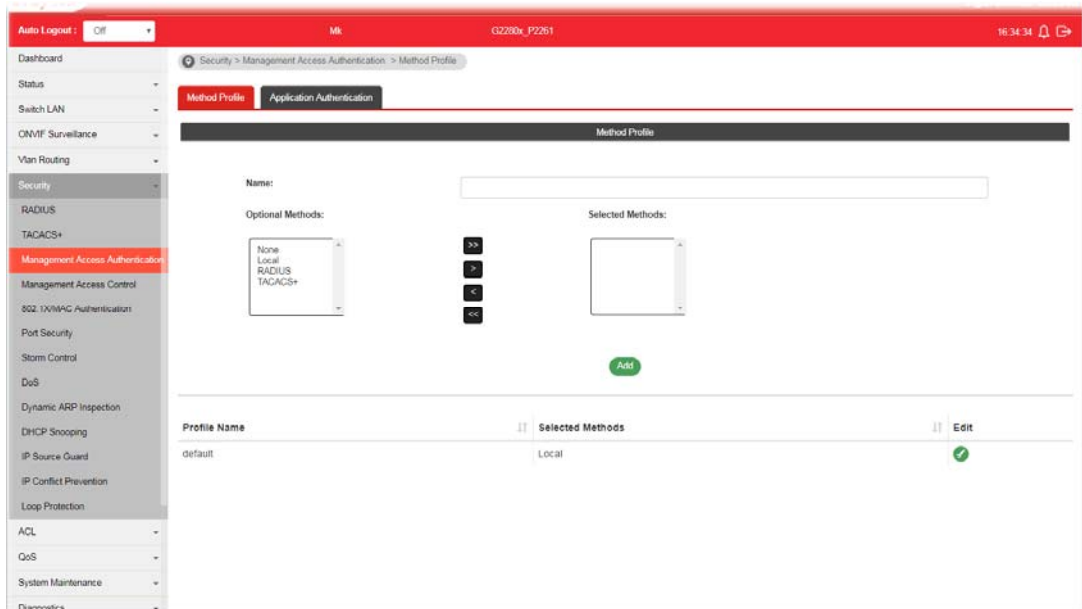 Auto Logout : Off Mk G2280x_P2261 16:34:34
Dashboard
Status
Switch LAN
ONVIF Surveillance
Vlan Routing
Security
RADIUS
TACACS+
Management Access Authentication
Management Access Control
802.1X/MAC Authentication
Port Security
Storm Control
DoS
Dynamic ARP Inspection
DHCP Snooping
IP Source Guard
IP Conflict Prevention
Loop Protection
ACL
QoS
System Maintenance
Diagnostics
Security > Management Access Authentication > Method Profile
Method Profile Application Authentication
Method Profile
Name:
Optional Methods: Selected Methods:
None
Local
RADIUS
TACACS+
>>
>
<
<<
Add
Profile Name Selected Methods Edit
default Local